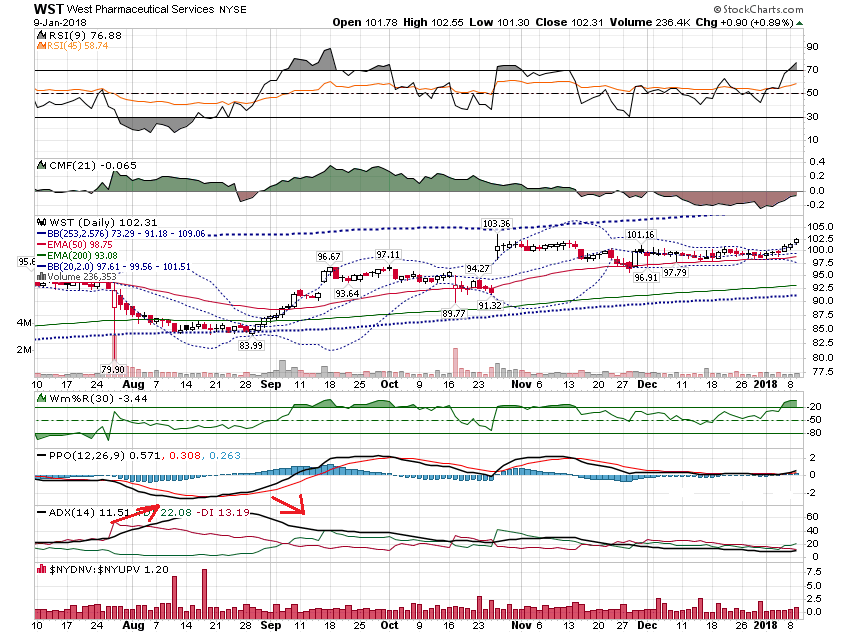 WST West Pharmaceutical Services NYSE
© StockCharts.com
9-Jan-2018
Open 101.78 High 102.55 Low 101.30 Close 102.31 Volume 236.4K Chg +0.90 (+0.89%)
RSI(9) 76.88
RSI(45) 58.74
90
70
50
30
10
CMF(21) -0.065
0.4
0.2
0.0
-0.2
WST (Daily) 102.31
BB(253,2.576) 73.29 - 91.18 - 109.06
EMA(50) 98.75
EMA(200) 93.08
BB(20,2.0) 97.61 - 99.56 - 101.51
Volume 236,353
105.0
102.5
100.0
97.5
95.0
92.5
90.0
87.5
85.0
82.5
80.0
77.5
4M
2M
79.90
83.99
96.67
93.64
97.11
89.77
94.27
91.32
103.36
96.91
101.16
97.79
10 17 24 Aug 7 14 21 28 Sep 11 18 25 Oct 9 16 23 Nov 6 13 20 27 Dec 11 18 26 2018 8
Wm%R(30) -3.44
-20
-50
-80
PPO(12,26,9) 0.571, 0.308, 0.263
2
0
-2
ADX(14) 11.51 22.08 -DI 13.19
60
40
20
0
$NYDNV:$NYUPV 1.20
7.5
5.0
2.5
0.0
10 17 24 Aug 7 14 21 28 Sep 11 18 25 Oct 9 16 23 Nov 6 13 20 27 Dec 11 18 26 2018 8